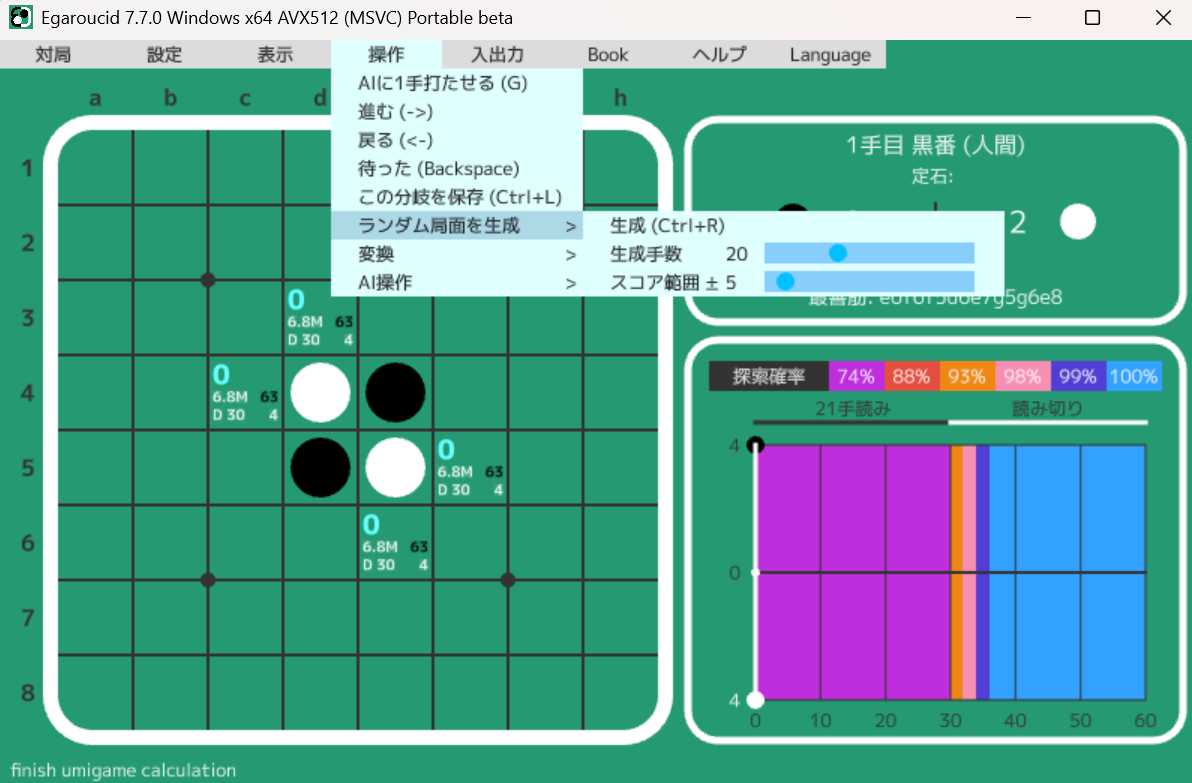 Egaroucid 7.7.0 Windows x64 AVX512 (MSVC) Portable beta
対局 設定 表示 操作 入出力 Book ヘルプ Language
AIに1手打たせる (G)
進む (->)
戻る (<-)
待った (Backspace)
この分岐を保存 (Ctrl+L)
ランダム局面を生成 >
変換 >
AI操作 >
生成 (Ctrl+R)
生成手数 20
スコア範囲 ± 5
a b c d h
1
2
3
4
5
6
7
8
0
6.8M 63
D 30 4
0
6.8M 63
D 30 4
0
6.8M 63
D 30 4
0
6.8M 63
D 30 4
1手目 黒番 (人間)
定石:
2
探索確率 74% 88% 93% 98% 99% 100%
21手読み 読み切り
4
0
4
0 10 20 30 40 50 60
finish umigame calculation